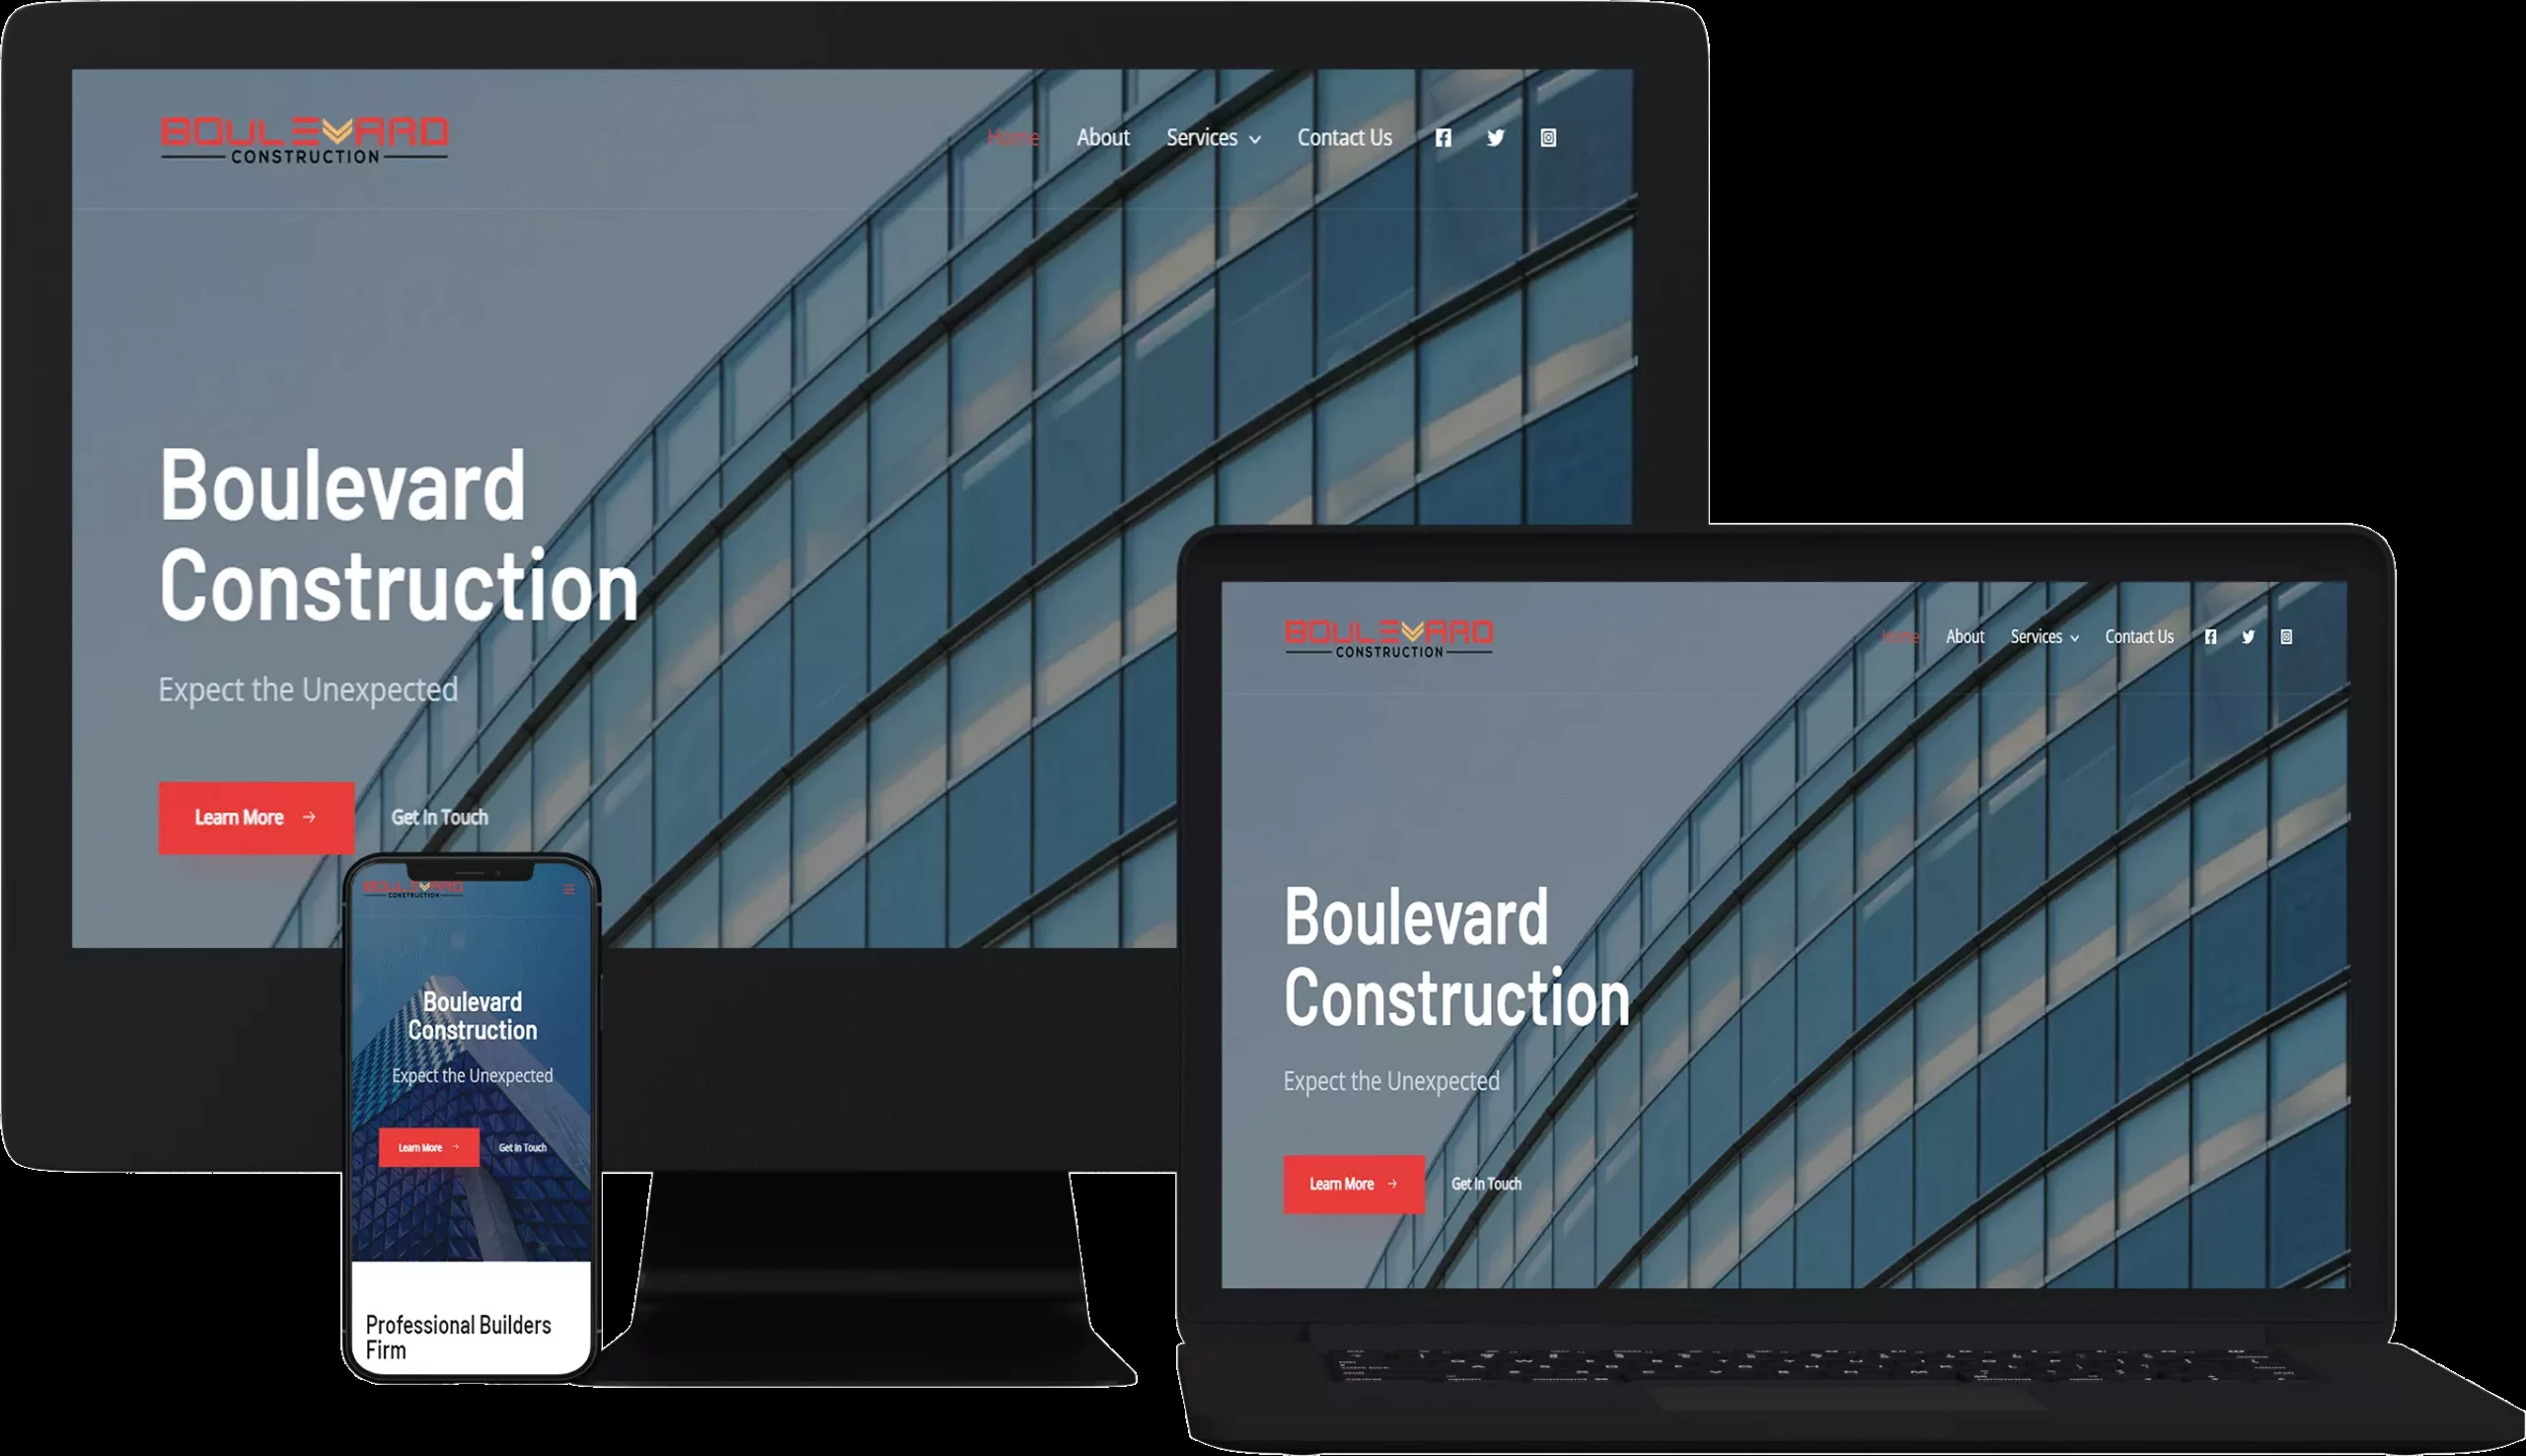 BOULEVARD
CONSTRUCTION
Home About Services Contact Us
Boulevard
Construction
Expect the Unexpected
Learn More → Get In Touch
BOULEVARD
CONSTRUCTION
Home About Services Contact Us
Boulevard
Construction
Expect the Unexpected
Learn More → Get In Touch
BOULEVARD
CONSTRUCTION
Boulevard
Construction
Expect the Unexpected
Learn More → Get In Touch
Professional Builders
Firm